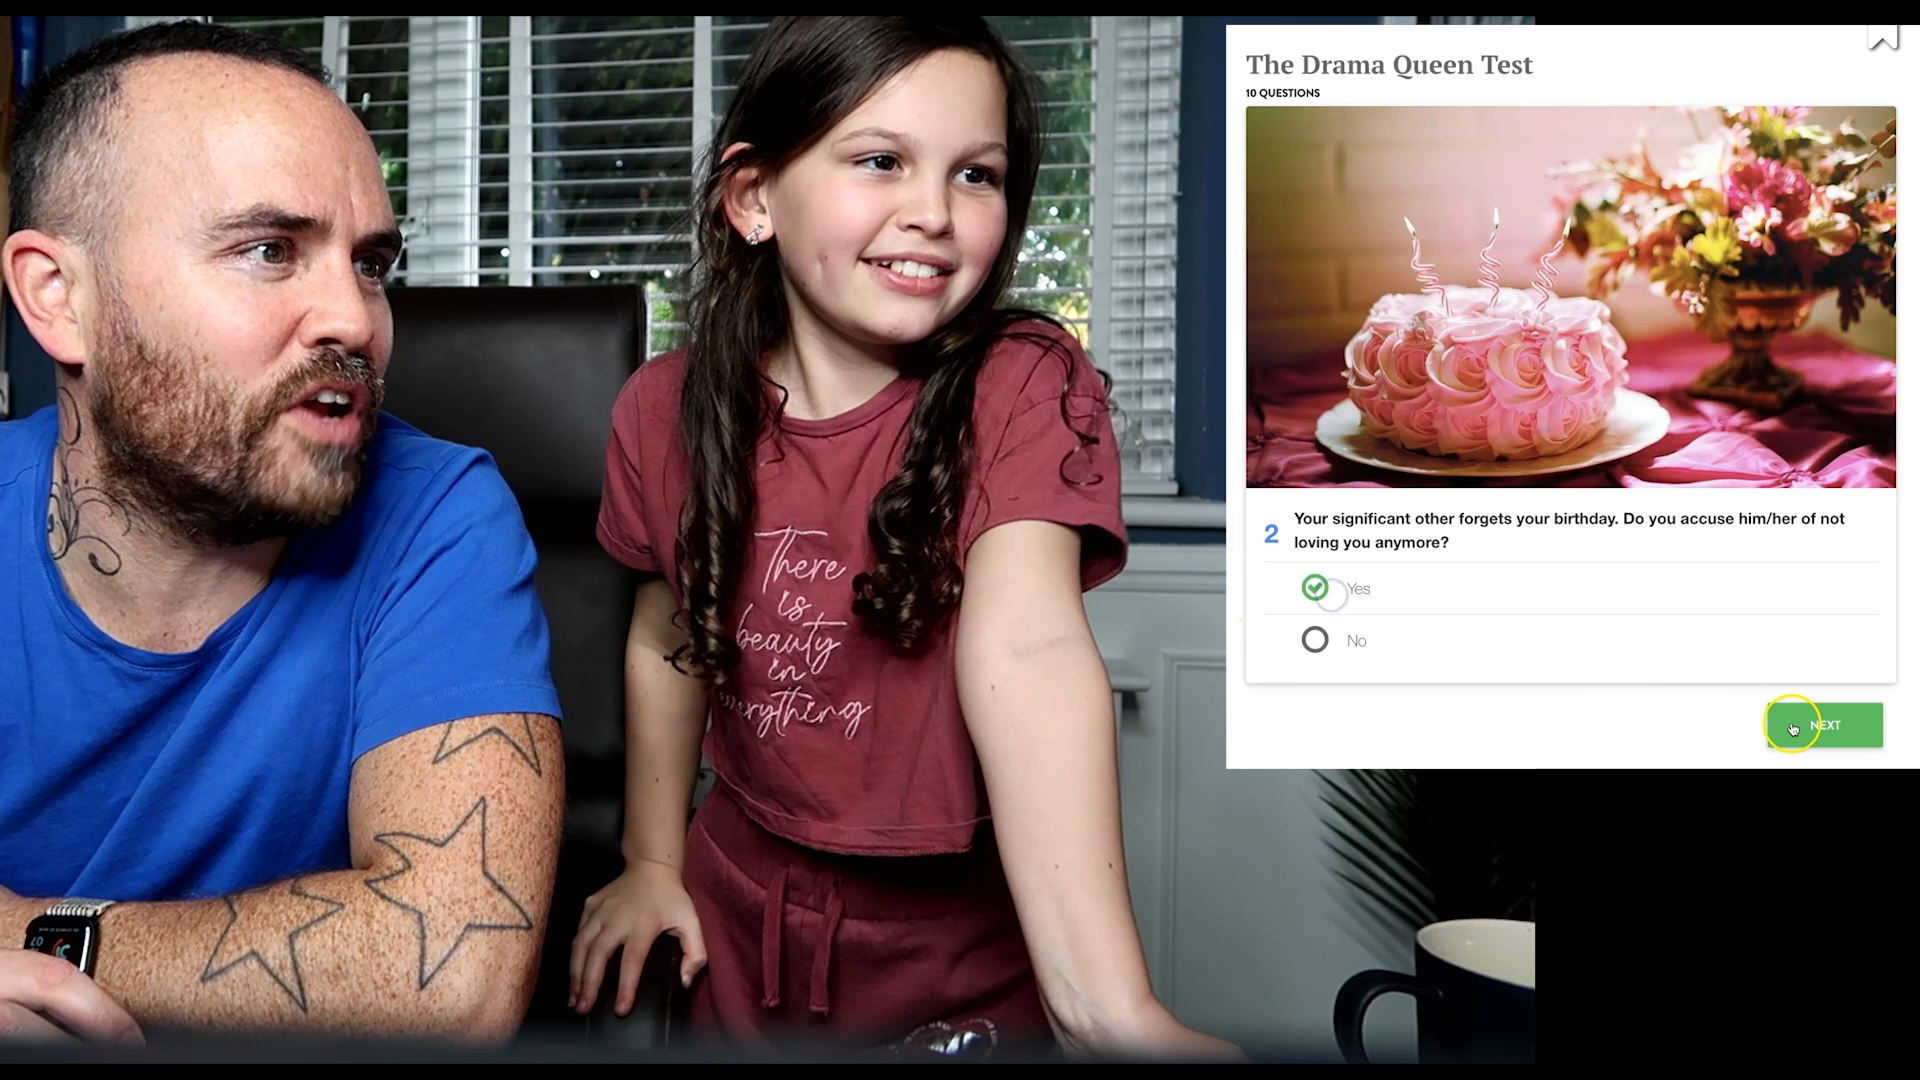 The Drama Queen Test
10 QUESTIONS
2
Your significant other forgets your birthday. Do you accuse him/her of not
loving you anymore?
Yes
No
NEXT
There
is
beauty
in
everything